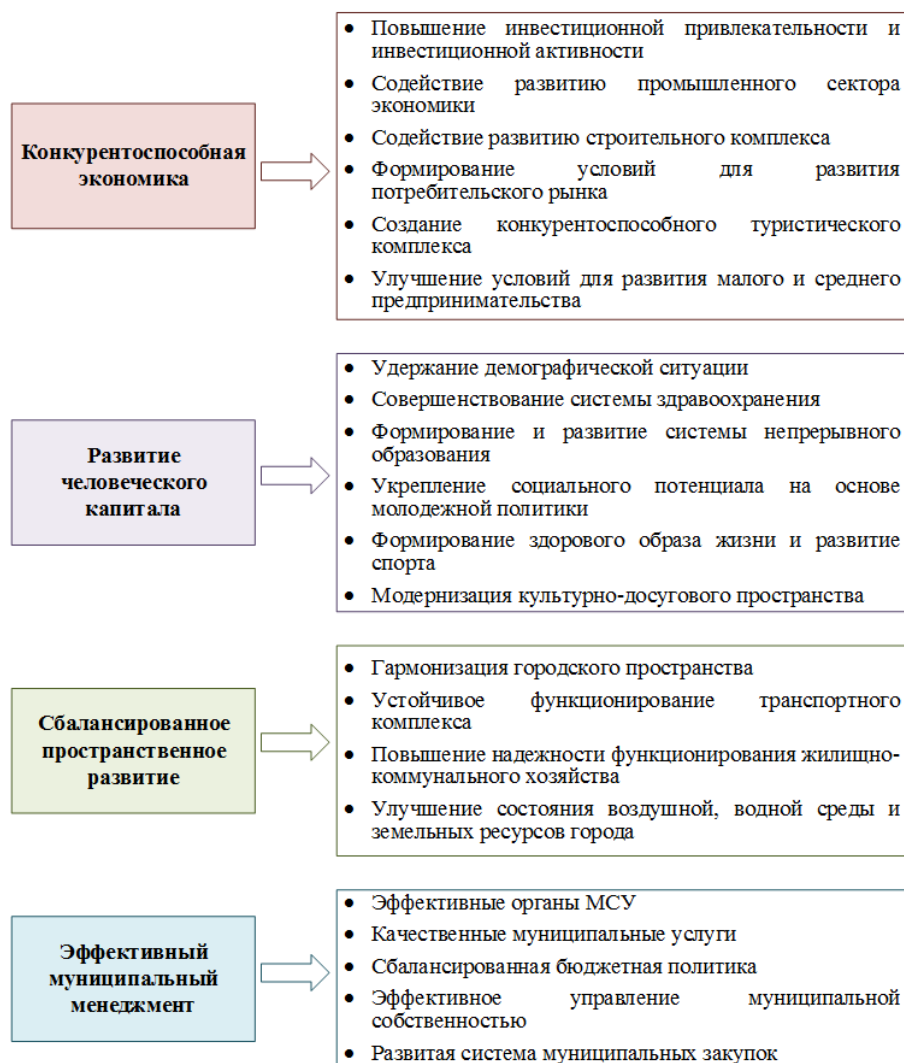 Конкурентоспособная
экономика
● Повышение инвестиционной привлекательности и
инвестиционной активности
● Содействие развитию промышленного сектора
экономики
● Содействие развитию строительного комплекса
● Формирование условий для развития
потребительского рынка
● Создание конкурентоспособного туристического
комплекса
● Улучшение условий для развития малого и среднего
предпринимательства
Развитие
человеческого
капитала
● Удержание демографической ситуации
● Совершенствование системы здравоохранения
● Формирование и развитие системы непрерывного
образования
● Укрепление социального потенциала на основе
молодежной политики
● Формирование здорового образа жизни и развитие
спорта
● Модернизация культурно-досугового пространства
Сбалансированное
пространственное
развитие
● Гармонизация городского пространства
● Устойчивое функционирование транспортного
комплекса
● Повышение надежности функционирования жилищно-
коммунального хозяйства
● Улучшение состояния воздушной, водной среды и
земельных ресурсов города
Эффективный
муниципальный
менеджмент
● Эффективные органы МСУ
● Качественные муниципальные услуги
● Сбалансированная бюджетная политика
● Эффективное управление муниципальной
собственностью
● Развитая система муниципальных закупок